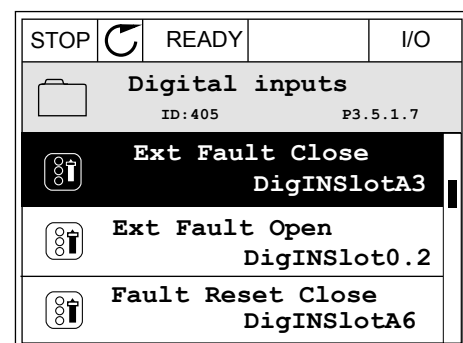 STOP READY I/O
Digital inputs
ID:405 P3.5.1.7
Ext Fault Close
DigINSlotA3
Ext Fault Open
DigINSlot0.2
Fault Reset Close
DigINSlotA6